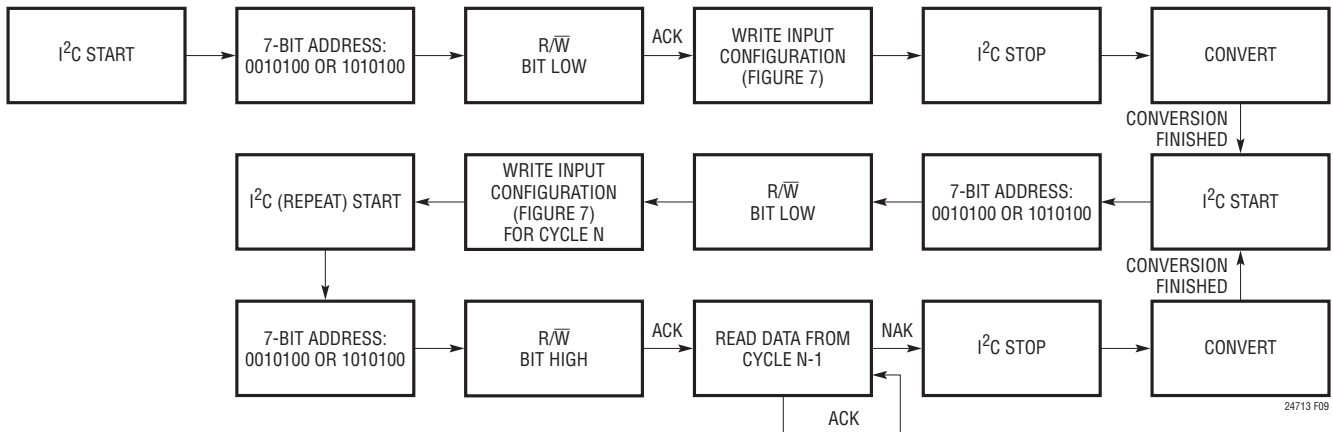 I²C START
7-BIT ADDRESS:
0010100 OR 1010100
R/W̅
BIT LOW
ACK
WRITE INPUT
CONFIGURATION
(FIGURE 7)
I²C STOP
CONVERT
CONVERSION
FINISHED
I²C START
7-BIT ADDRESS:
0010100 OR 1010100
R/W̅
BIT LOW
WRITE INPUT
CONFIGURATION
(FIGURE 7)
FOR CYCLE N
I²C (REPEAT) START
7-BIT ADDRESS:
0010100 OR 1010100
R/W̅
BIT HIGH
ACK
READ DATA FROM
CYCLE N-1
ACK
NAK
I²C STOP
CONVERT
CONVERSION
FINISHED
24713 F09